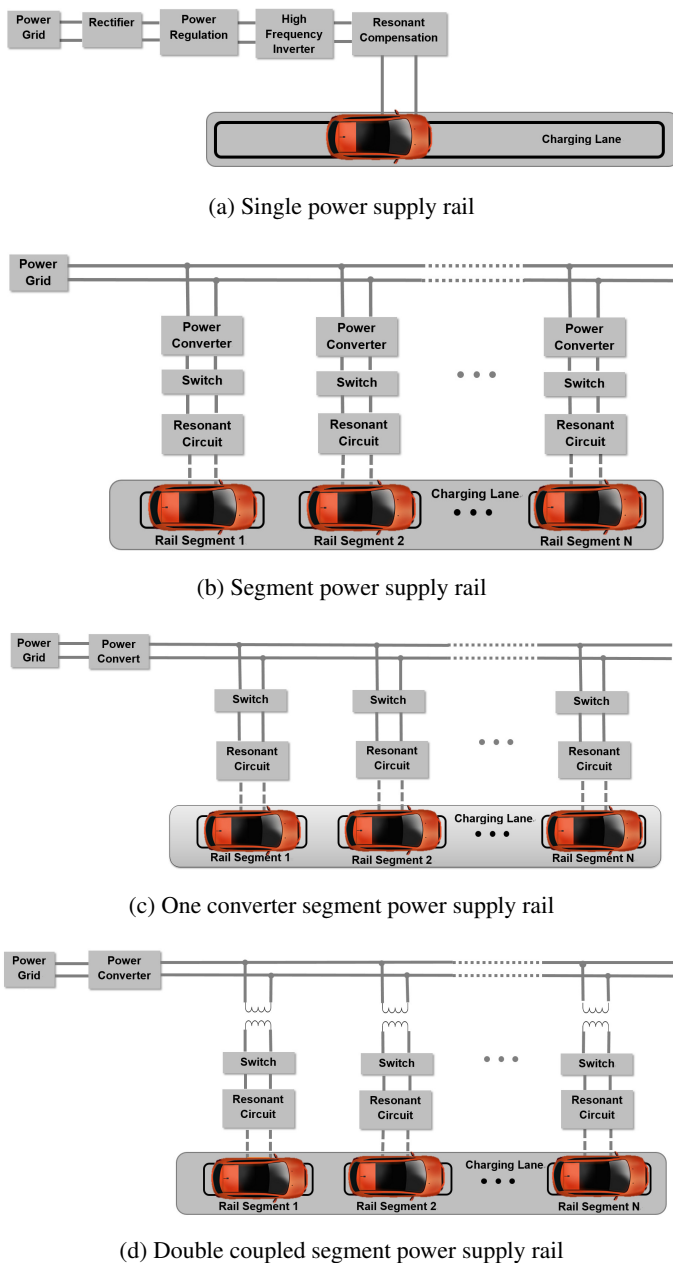 Power
Grid
Rectifier
Power
Regulation
High
Frequency
Inverter
Resonant
Compensation
Charging Lane
(a) Single power supply rail
Power
Grid
Power
Converter
Power
Converter
Power
Converter
Switch
Switch
Switch
Resonant
Circuit
Resonant
Circuit
Resonant
Circuit
Charging Lane
Rail Segment 1
Rail Segment 2
Rail Segment N
(b) Segment power supply rail
Power
Grid
Power
Convert
Switch
Switch
Switch
Resonant
Circuit
Resonant
Circuit
Resonant
Circuit
Charging Lane
Rail Segment 1
Rail Segment 2
Rail Segment N
(c) One converter segment power supply rail
Power
Grid
Power
Converter
Switch
Switch
Switch
Resonant
Circuit
Resonant
Circuit
Resonant
Circuit
Charging Lane
Rail Segment 1
Rail Segment 2
Rail Segment N
(d) Double coupled segment power supply rail